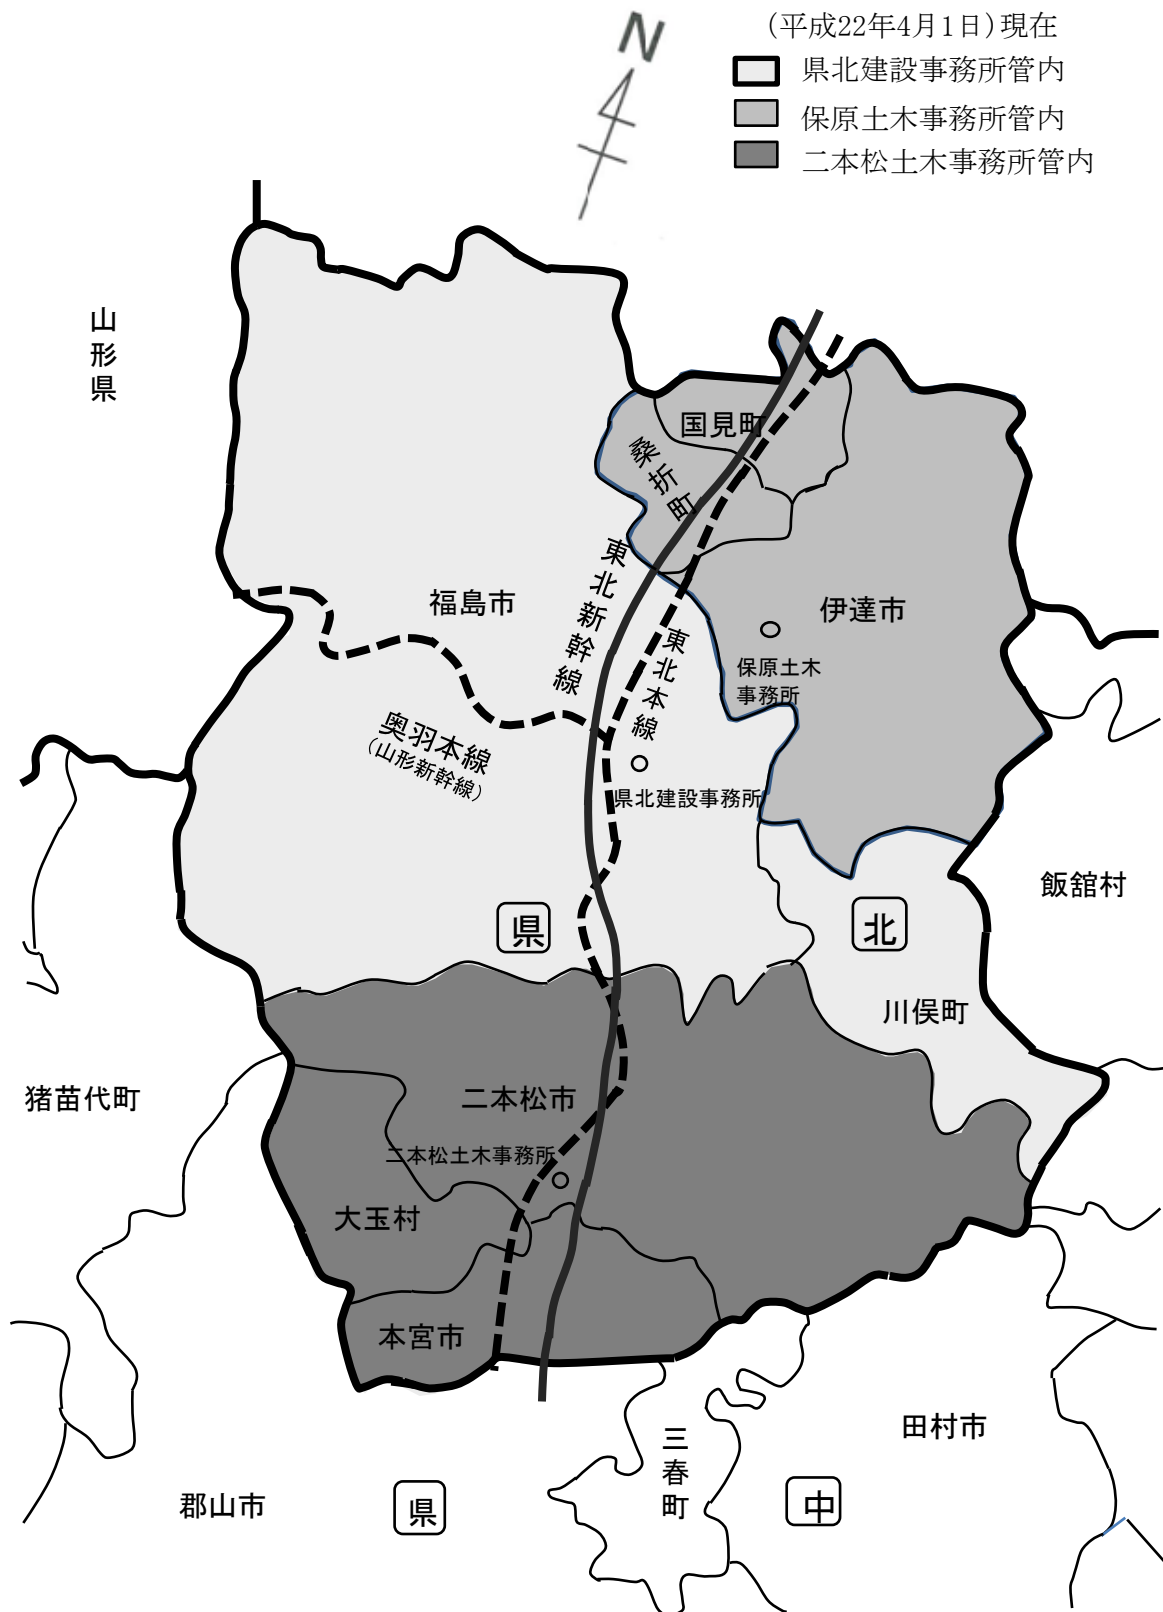 N
(平成22年4月1日)現在
県北建設事務所管内
保原土木事務所管内
二本松土木事務所管内
山形県
国見町
桑折町
東北新幹線
福島市
伊達市
東北本線
保原土木
事務所
奥羽本線
(山形新幹線)
県北建設事務所
飯舘村
県
北
川俣町
猪苗代町
二本松市
二本松土木事務所
大玉村
本宮市
田村市
三春町
郡山市
県
中